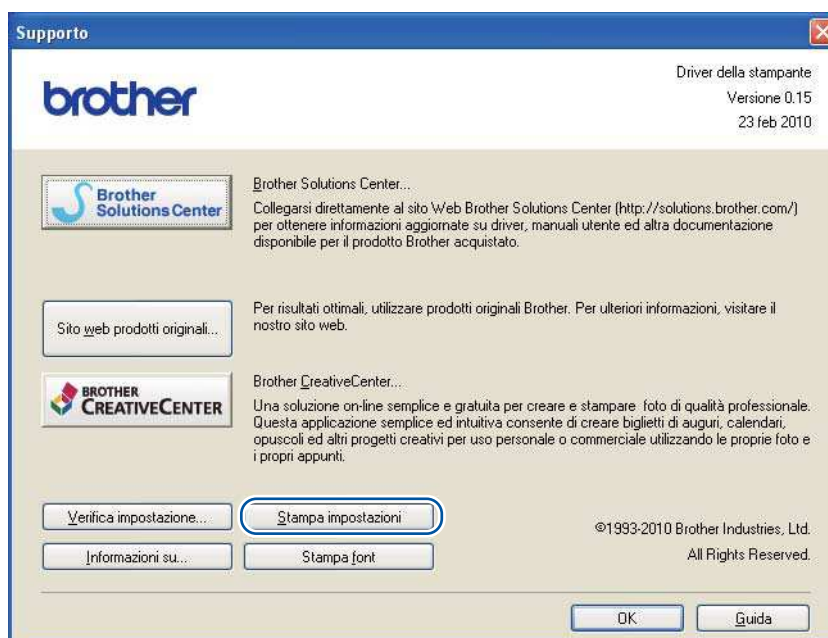 Supporto
brother
Driver della stampante
Versione 0.15
23 feb 2010
Brother
Solutions Center
Brother Solutions Center...
Collegarsi direttamente al sito Web Brother Solutions Center (http://solutions.brother.com/)
per ottenere informazioni aggiornate su driver, manuali utente ed altra documentazione
disponibile per il prodotto Brother acquistato.
Sito web prodotti originali...
Per risultati ottimali, utilizzare prodotti originali Brother. Per ulteriori informazioni, visitare il
nostro sito web.
BROTHER
CREATIVECENTER
Brother CreativeCenter...
Una soluzione on-line semplice e gratuita per creare e stampare foto di qualità professionale.
Questa applicazione semplice ed intuitiva consente di creare biglietti di auguri, calendari,
opuscoli ed altri progetti creativi per uso personale o commerciale utilizzando le proprie foto e
i propri appunti.
Verifica impostazione...
Stampa impostazioni
Informazioni su...
Stampa font
©1993-2010 Brother Industries, Ltd.
All Rights Reserved.
OK
Guida